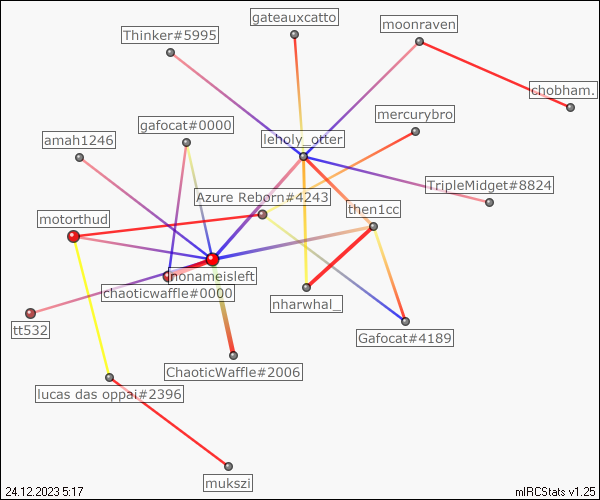 gateauxcatto
moonraven
Thinker#5995
chobham.
mercurybro
gafocat#0000
amah1246
leholy_otter
TripleMidget#8824
Azure Reborn#4243
then1cc
motorthud
nonameisleft
chaoticwaffle#0000
nharwhal_
tt532
Gafocat#4189
ChaoticWaffle#2006
lucas das oppai#2396
mukszi
24.12.2023 5:17
mIRCStats v1.25